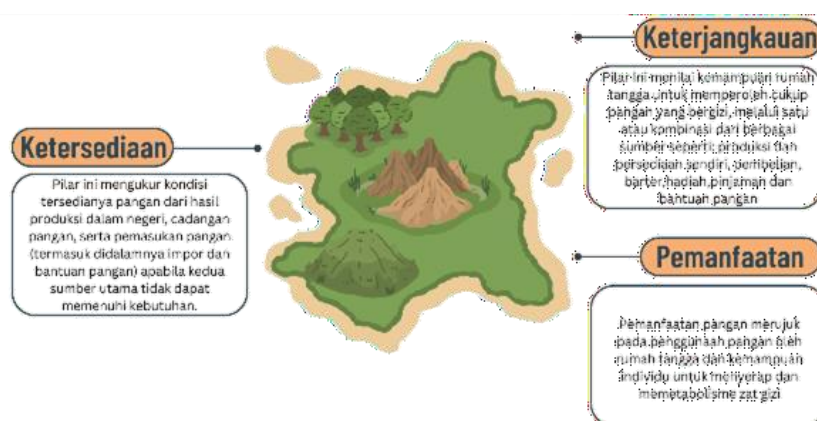 Ketersediaan
Pilar ini mengukur kondisi
tersedianya pangan dari hasil
produksi dalam negeri, cadangan
pangan, serta pemasukan pangan
(termasuk didalamnya impor dan
bantuan pangan) apabila kedua
sumber utama tidak dapat
memenuhi kebutuhan.
Keterjangkauan
Pilar ini menilai kemampuan rumah
tangga untuk memperoleh cukup
pangan yang bergizi, melalui satu
atau kombinasi dari berbagai
sumber seperti: produksi dan
persediaan sendiri, pembelian,
barter, hadiah, pinjaman dan
bantuan pangan
Pemanfaatan
Pemanfaatan pangan merujuk
pada penggunaan pangan oleh
rumah tangga dan kemampuan
individu untuk menyerap dan
memetabolisme zat gizi